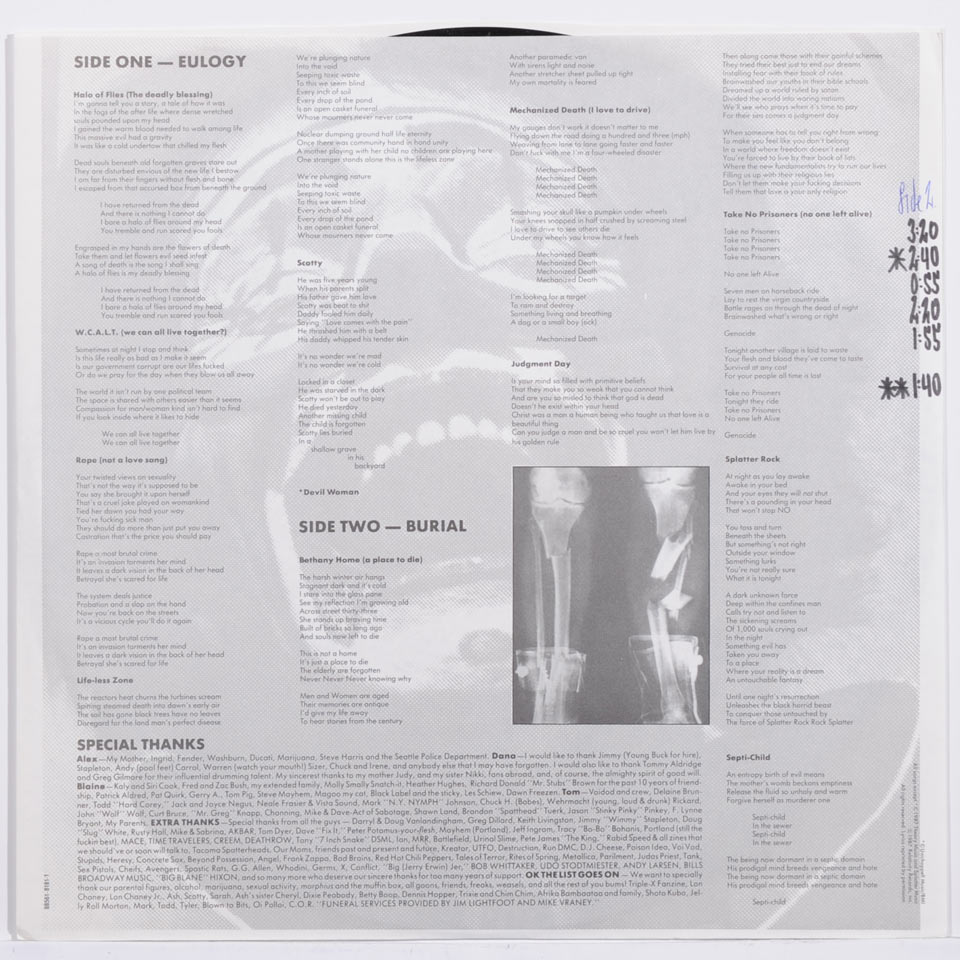 SIDE ONE — EULOGY
Halo of Flies (The deadly blessing)
I'm gonna tell you a story, a tale of how it was
In the fogs of the after life where dense wretched
souls pounded upon my head
I gained the warm blood needed to walk among life
This massive evil had a gravity
It was like a cold undertow that chilled my flesh
Dead souls beneath old forgotten graves stare out
They are disturbed envious of the new life I bestow
I am far from their fingers without flesh and bone
I escaped from that accursed box from beneath the ground
I have returned from the dead
And there is nothing I cannot do
I bare a halo of flies around my head
You tremble and scream run scared you fools
Engrasped in my hands are the flowers of death
Take them and let flowers evil seed infest
A song of death is the song I shall sing
A halo of flies is my deadly blessing
I have returned from the dead
And there is nothing I cannot do
I bare a halo of flies around my head
You tremble and run scared you fools
W.C.A.L.T. (we can all live together?)
Sometimes at night I stop and think
Is this life really as bad as I make it seem
Is our government corrupt are our lifes fucked
Or do we pray for the day when they blow us all away
The world it isn't run by one political team
The space is shared with others easier than it seems
Compassion for man/woman kind isn't hard to find
If you look inside where it likes to hide
We can all live together
We can all live together
Rape (not a love song)
Your twisted views on sexuality
That's not the way it's supposed to be
You say she brought it upon herself
That's a cruel joke played on womankind
Tied her down you had your way
You're fucking sick man
They should do more than just put you away
Castration that's the price you should pay
Rape a most brutal crime
It's an invasion torments her mind
It leaves a dark vision in the back of her head
Betrayal she's scared for life
The system deals justice
Probation and a slap on the hand
Now you're back on the streets
It's a vicious cycle you'll do it again
Rape a most brutal crime
It's an invasion torments her mind
It leaves a dark vision in the back of her head
Betrayal she's scared for life
Life-less Zone
The reactors heat churns the turbines scream
Spitting steamed death into dawn's early air
The soil has gone black trees have no leaves
Disregard for the land man's perfect disease
We're plunging nature
Into the void
Seeping toxic waste
To this we seem blind
Every inch of soil
Every drop of the pond
Is an open casket funeral
Whose mourners never never come
Nuclear dumping ground half life eternity
Once there was community hand in hand unity
A mother playing with her child no children are playing here
One stranger stands alone this is the lifeless zone
We're plunging nature
Into the void
Seeping toxic waste
To this we seem blind
Every inch of soil
Every drop of the pond
Is an open casket funeral
Whose mourners never come
Scotty
He was five years young
When his parents split
His father gave him love
Scotty was beat to shit
Daddy fouled him daily
Saying "Love comes with the pain"
He thrashed him with a belt
His daddy whipped his tender skin
It's no wonder we're mad
It's no wonder we're cold
Locked in a closet
He was starved in the dark
Scotty won't be out to play
He died yesterday
Another missing child
The child is forgotten
Scotty lies buried
In a
shallow grave
in his
backyard
*Devil Woman
SIDE TWO — BURIAL
Bethany Home (a place to die)
The harsh winter air hangs
Stagnant dark and it's cold
I stare into the glass pane
See my reflection I'm growing old
Across street thirty-three
She stands up braving time
Built of bricks so long ago
And souls now left to die
This is not a home
It's just a place to die
The elderly are forgotten
Never Never Never knowing why
Men and Women are aged
Their memories are antique
I'd give my life away
To hear stories from the century
Another paramedic van
With sirens light and noise
Another stretcher sheet pulled up tight
My own mortality is feared
Mechanized Death (I love to drive)
My gauges don't work it doesn't matter to me
Flying down the road doing a hundred and three (mph)
Weaving from lane to lane going faster and faster
Don't fuck with me I'm a four-wheeled disaster
Mechanized Death
Mechanized Death
Mechanized Death
Mechanized Death
Smashing your skull like a pumpkin under wheels
Your knees snapped in half crushed by screaming steel
I love to drive to see others die
Under my wheels you know how it feels
Mechanized Death
Mechanized Death
Mechanized Death
Mechanized Death
I'm looking for a target
To ram and destroy
Something living and breathing
A dog or a small boy (jack)
Mechanized Death
Judgment Day
Is your mind so filled with primitive beliefs
That they make you so weak that you cannot think
And are you so misled to think that god is dead
Doesn't he exist within your head
Christ was a man a human being who taught us that love is a
beautiful thing
Can you judge a man and be so cruel you won't let him live by
his golden rule
Then along came those with their painful schemes
They tried their best just to end our dreams
Installing fear with their book of rules
Brainwashed our youths in their bible schools
Dreamed up a world ruled by satan
Divided the world into waring nations
We'll see who prays when it's time to pay
For their sins comes a judgment day
When someone has to tell you right from wrong
To make you feel like you don't belong
In a world where freedom doesn't exist
You're forced to live by their book of lists
Where the new fundamentalists try to run our lives
Filling us up with their religious lies
Don't let them make your fucking decisions
Tell them that love is your only religion
Take No Prisoners (no one left alive)
Take no Prisoners
Take no Prisoners
Take no Prisoners
Take no Prisoners
No one left Alive
Seven men on horseback ride
Lay to rest the virgin countryside
Battle rages on through the dead of night
Brainwashed what's wrong or right
Genocide
Tonight another village is laid to waste
Your flesh and blood they've come to taste
Survival at any cost
For your people all time is lost
Take no Prisoners
Tonight they ride
Take no Prisoners
No one left Alive
Genocide
Splatter Rock
At night as you lay awake
Awake in your bed
And your eyes they will not shut
There's a pounding in your head
That won't stop NO
You toss and turn
Beneath the sheets
But something's not right
Outside your window
Something lurks
You're not really sure
What it is tonight
A dark unknown force
Deep within the confines man
Calls try not and listen to
The sickening screams
Of 1,000 souls crying out
In the night
Something evil has
Taken you away
To a place
Where your reality is a dream
An untouchable fantasy
Until one night's resurrection
Unleashes the black horrid beast
To conquer those untouched by
The force of Splatter Rock Rock Splatter
Septi-Child
An entropy birth of evil means
The mother's womb reaks emptiness
Release the fluid so unholy and warm
Forgive herself as murderer one
Septi-child
In the sewer
Septi-child
In the sewer
The being now dormant in a septic domain
His prodigal mind breeds vengeance and hate
The being now dormant in a septic domain
His prodigal mind breeds vengeance and hate
Septi-child
Side 2
3:20
*2:40
0:55
2:20
1:55
**1:40
SPECIAL THANKS
Alex—My Mother, Ingrid, Fender, Washburn, Ducati, Marijuana, Steve Harris and the Seattle Police Department. Dana—I would like to thank Jimmy (Young Buck for hire),
Stapleton, Andy (pool feet) Carrol, Warren (watch your mouth!) Sizer, Chuck and Irene, and anybody else that I may have forgotten. I would also like to thank Tommy Aldridge
and Greg Gilmore for their influential drumming talent. My sincerest thanks to my mother Judy, and my sister Nikki, fans abroad, and, of course, the almighty spirit of good will.
Blaine—Katy and Siri Cook, Fred and Zac Bush, my extended family, Molly Smally Snatch-it, Heather Hughes, Richard Donald "Mr. Stubs" Brown for the past 10 years of friend-
ship, Patrick Aldred, Pat Quirk, Gerry A., Tom Pig, Steve Mayhem, Maggo my cat, Black Label and the sticky, Les Schiew, Dawn Freezen. Tom—Vaidod and crew, Delaine Brun-
ner, Todd "Hard Corey," Jack and Joyce Negus, Neale Frasier & Vista Sound, Mark "N.Y. NYMPH" Johnson, Chuck H. (Babes), Wehrmacht (young, loud & drunk) Rickard,
John "Wolf" Wolf, Curt Bruce, "Mr. Greg" Knapp, Channing, Mike & Dave-Act of Sabotage, Shawn Land, Brandon "Spatthead" Tuerk, Jason "Stinky Pinky" Pinkey, F. Lynne
Bryant, My Parents. EXTRA THANKS—Special thanks from all the guys — Darryl & Doug Vanlandingham, Greg Dillard, Keith Livingston, Jimmy "Wimmy" Stapleton, Doug
"Slug" White, Rusty Hall, Mike & Sabrina, AKBAR, Tom Dyer, Dave "Fix It," Peter Potamus-your-flesh, Mayhem (Portland), Jeff Ingram, Tracy "Bo-Bo" Bohanis, Portland (still the
fuckin best), MACE, TIME TRAVELERS, CREEM, DEATHROW, Tony "7 Inch Snake" DSML, Ian, MRR, Battlefield, Urinal Slime, Pete James "The King," Rabid Speed & all zines that
we should've or soon will talk to, Tacoma Spatterheads. Our Moms, friends past and present and future, Kreator, UTFO, Destruction, Run DMC, D.J. Cheese, Poison Idea, Voi Vod,
Stupids, Heresy, Concrete Sox, Beyond Possession, Angel, Frank Zappa, Bad Brains, Red Hot Chili Peppers, Tales of Terror, Rites of Spring, Metallica, Parilment, Judas Priest, Tank,
Sex Pistols, Cheifs, Avengers, Spastic Rats, G.G. Allen, Whodini, Germs, X, Conflict, "Big (Jerry Erwin) Jer," BOB WHITTAKER, UDO STODTMIESTER, ANDY LARSEN, BILLS
BROADWAY MUSIC, "BIG BLANE" HIXON, and so many more who deserve our sincere thanks for too many years of support. OK THE LIST GOES ON — We want to specially
thank our parental figures, alcohol, marijuana, sexual activity, morphius and the muffin box, all goons, friends, freaks, weasels, and all the rest of you bums! Triple-X Fanzine, Lon
Chaney, Lon Chaney Jr., Ash, Scotty, Sarah, Ash's sister Cheryl, Dixie Peabody, Betty Boop, Dennis Hopper, Trixie and Chim Chim, Afrika Bambaataa and family, Shato Kubo, Jel-
ly Roll Morton, Mark, Todd, Tyler, Blown to Bits, Oi Polloi, C.O.R. "FUNERAL SERVICES PROVIDED BY JIM LIGHTFOOT AND MIKE VRANEY."